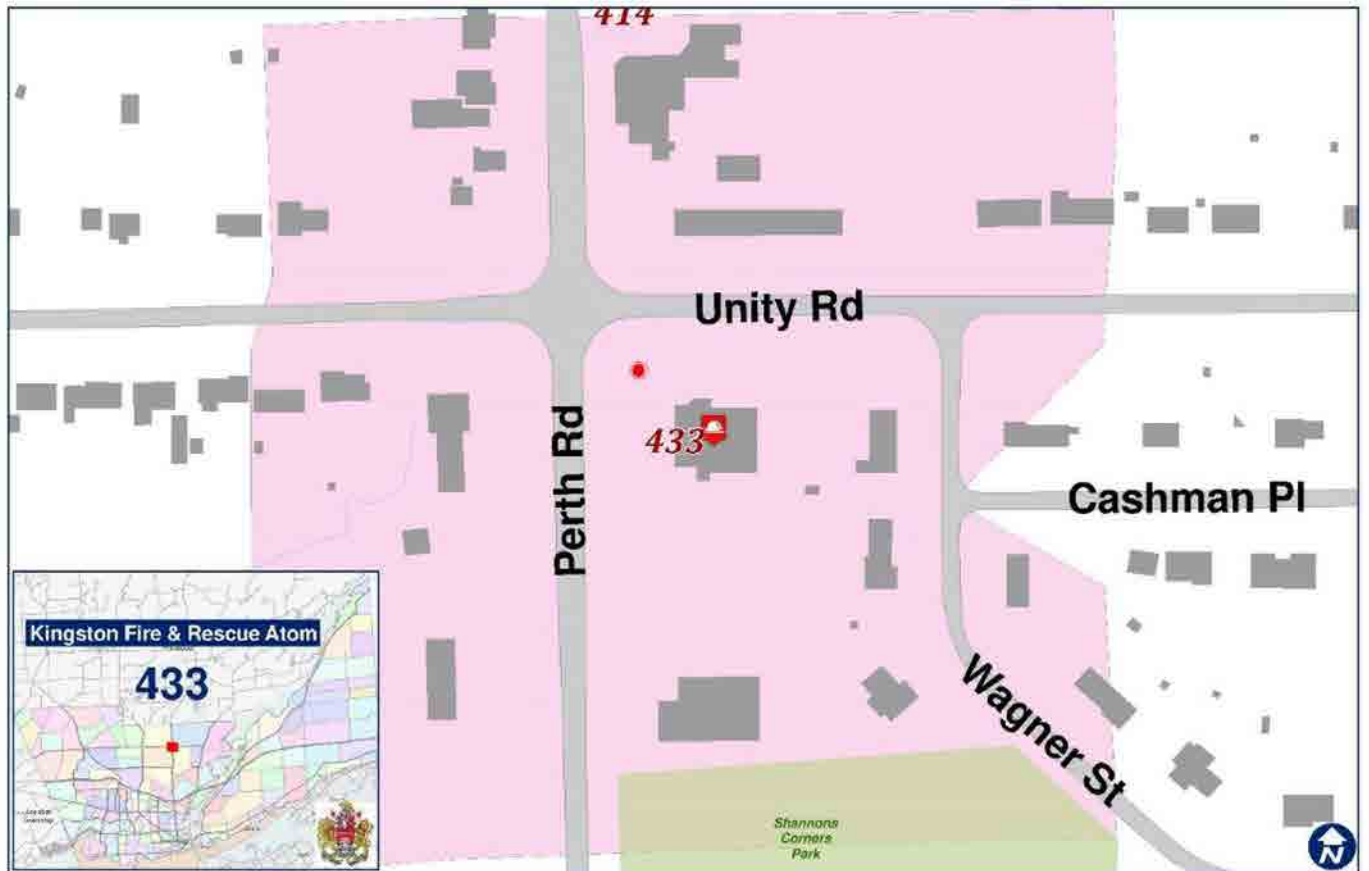 414
Unity Rd
433
Perth Rd
Cashman Pl
Kingston Fire & Rescue Atom
433
Wagner St
Shannons
Corners
Park
N